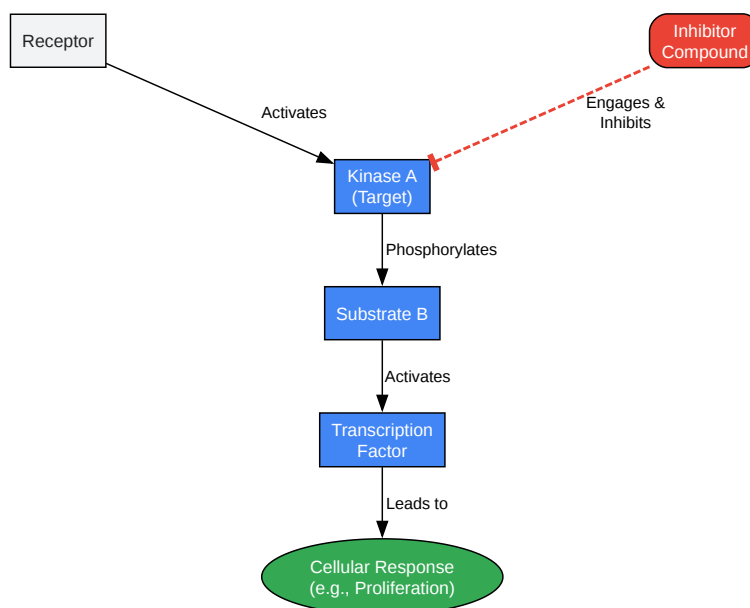 Receptor
Inhibitor
Compound
Activates
Engages &
Inhibits
Kinase A
(Target)
Phosphorylates
Substrate B
Activates
Transcription
Factor
Leads to
Cellular Response
(e.g., Proliferation)